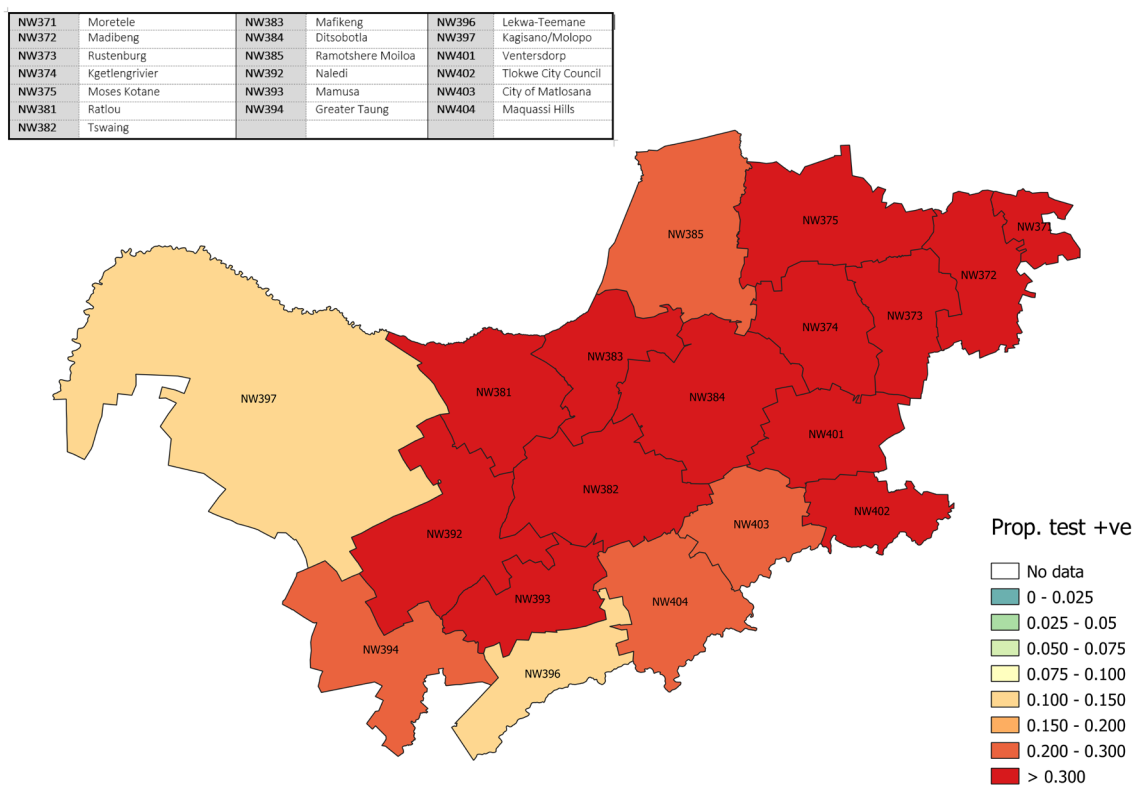 NW371 Moretele NW383 Mafikeng NW396 Lekwa-Teemane
NW372 Madibeng NW384 Ditsobotla NW397 Kagisano/Molopo
NW373 Rustenburg NW385 Ramotshere Moiloa NW401 Ventersdorp
NW374 Kgetlengrivier NW392 Naledi NW402 Tlokwe City Council
NW375 Moses Kotane NW393 Mamusa NW403 City of Matlosana
NW381 Ratlou NW394 Greater Taung NW404 Maquassi Hills
NW382 Tswaing
NW375
NW371
NW385
NW372
NW373
NW374
NW383
NW381
NW397
NW384
NW401
NW382
NW402
NW403
NW392
NW393
NW404
NW394
NW396
Prop. test +ve
No data
0 - 0.025
0.025 - 0.05
0.050 - 0.075
0.075 - 0.100
0.100 - 0.150
0.150 - 0.200
0.200 - 0.300
> 0.300